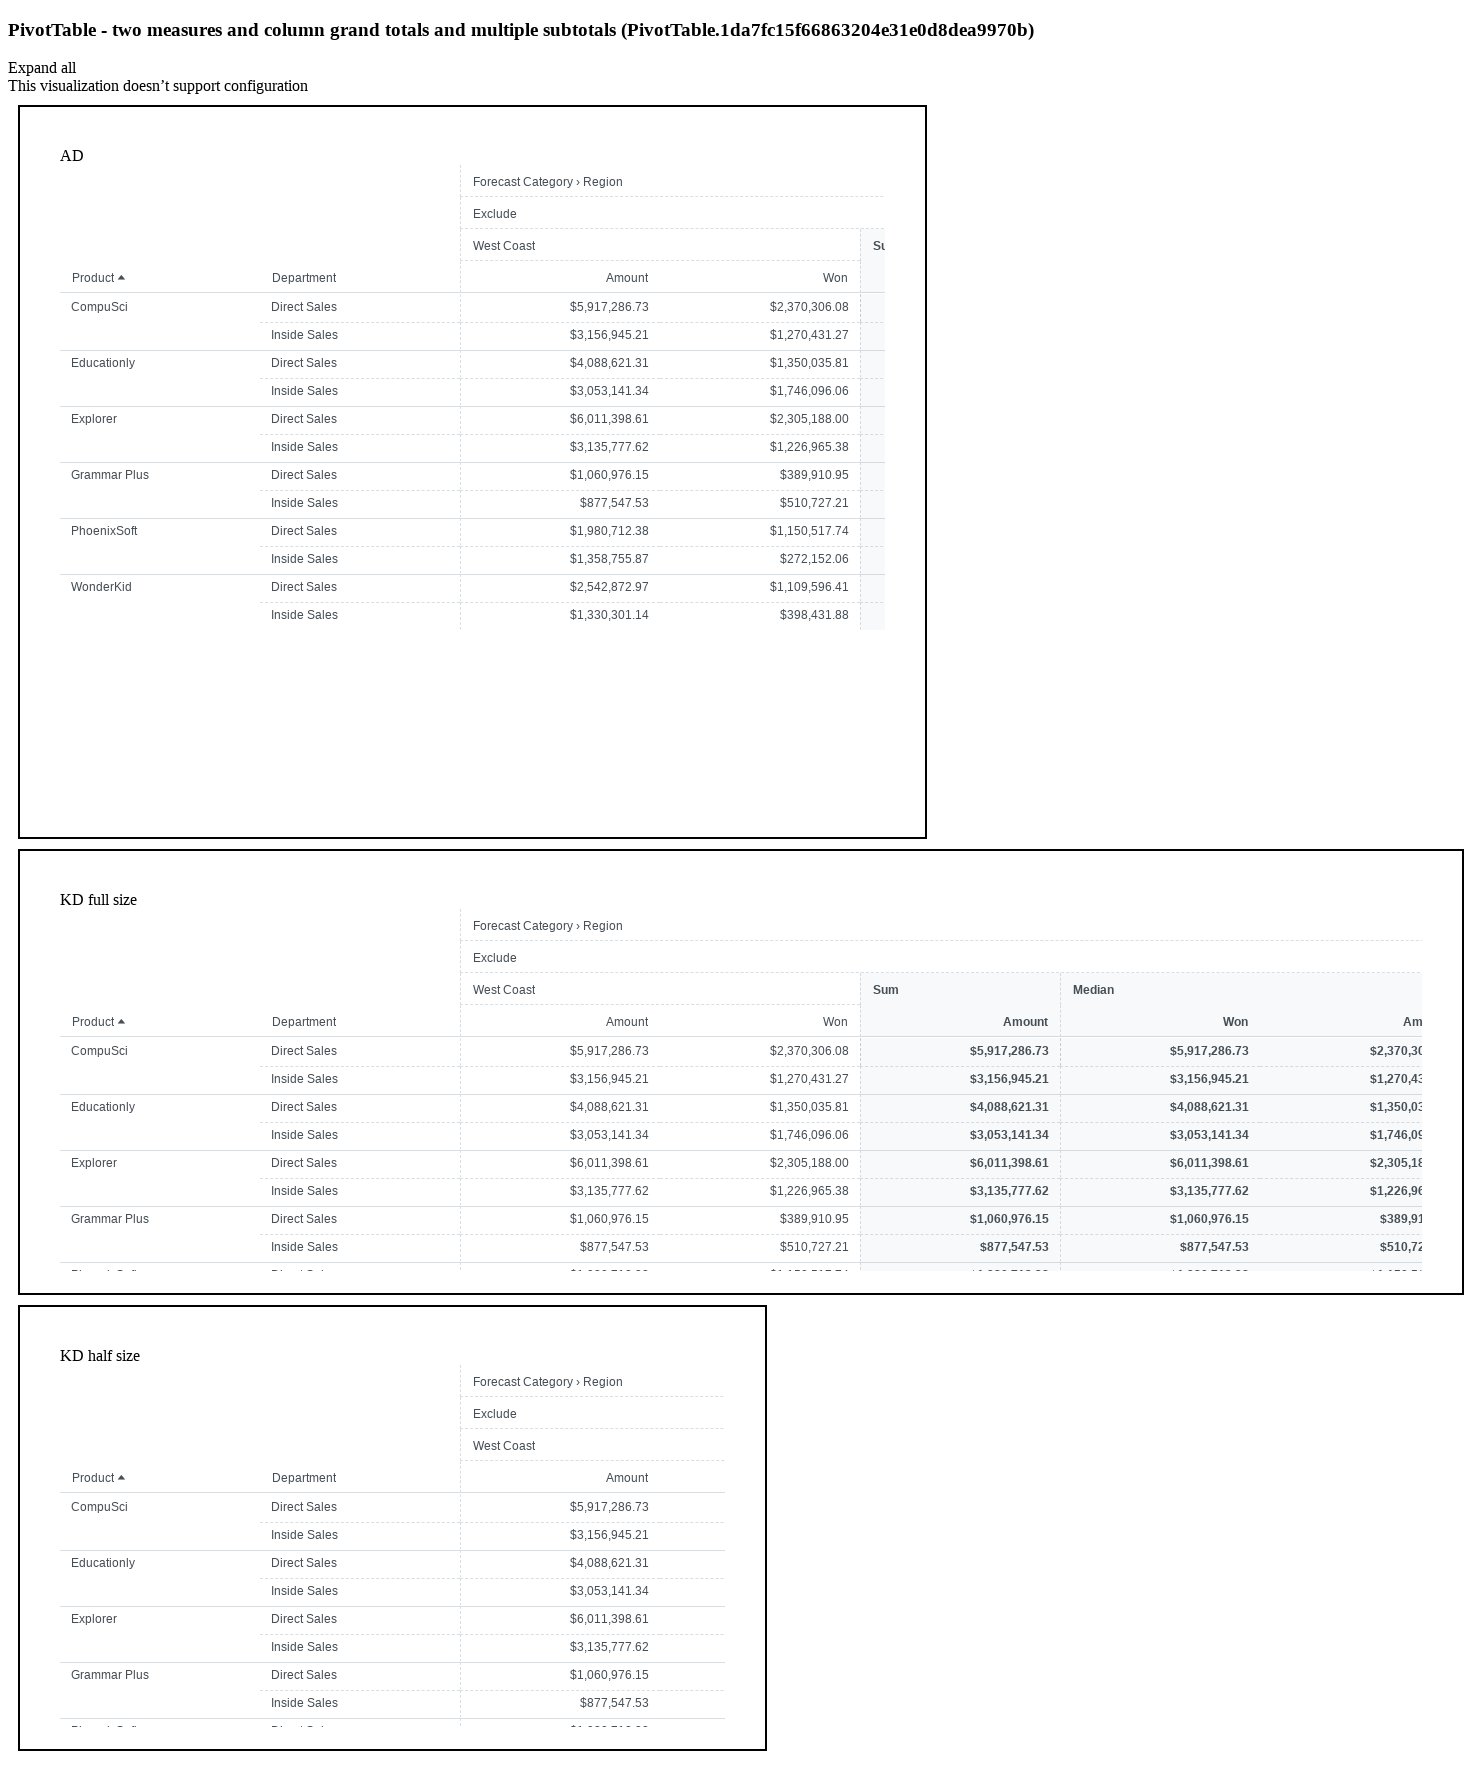 PivotTable - two measures and column grand totals and multiple subtotals (PivotTable.1da7fc15f66863204e31e0d8dea9970b)
Expand all
This visualization doesn’t support configuration
AD
Forecast Category › Region
Exclude
West Coast
Product Department Amount Won
CompuSci Direct Sales $5,917,286.73 $2,370,306.08
Inside Sales $3,156,945.21 $1,270,431.27
Educationly Direct Sales $4,088,621.31 $1,350,035.81
Inside Sales $3,053,141.34 $1,746,096.06
Explorer Direct Sales $6,011,398.61 $2,305,188.00
Inside Sales $3,135,777.62 $1,226,965.38
Grammar Plus Direct Sales $1,060,976.15 $389,910.95
Inside Sales $877,547.53 $510,727.21
PhoenixSoft Direct Sales $1,980,712.38 $1,150,517.74
Inside Sales $1,358,755.87 $272,152.06
WonderKid Direct Sales $2,542,872.97 $1,109,596.41
Inside Sales $1,330,301.14 $398,431.88
KD full size
Forecast Category › Region
Exclude
West Coast Sum Median
Product Department Amount Won Amount Won Am
CompuSci Direct Sales $5,917,286.73 $2,370,306.08 $5,917,286.73 $5,917,286.73 $2,370,30
Inside Sales $3,156,945.21 $1,270,431.27 $3,156,945.21 $3,156,945.21 $1,270,43
Educationly Direct Sales $4,088,621.31 $1,350,035.81 $4,088,621.31 $4,088,621.31 $1,350,03
Inside Sales $3,053,141.34 $1,746,096.06 $3,053,141.34 $3,053,141.34 $1,746,09
Explorer Direct Sales $6,011,398.61 $2,305,188.00 $6,011,398.61 $6,011,398.61 $2,305,18
Inside Sales $3,135,777.62 $1,226,965.38 $3,135,777.62 $3,135,777.62 $1,226,96
Grammar Plus Direct Sales $1,060,976.15 $389,910.95 $1,060,976.15 $1,060,976.15 $389,91
Inside Sales $877,547.53 $510,727.21 $877,547.53 $877,547.53 $510,72
KD half size
Forecast Category › Region
Exclude
West Coast
Product Department Amount
CompuSci Direct Sales $5,917,286.73
Inside Sales $3,156,945.21
Educationly Direct Sales $4,088,621.31
Inside Sales $3,053,141.34
Explorer Direct Sales $6,011,398.61
Inside Sales $3,135,777.62
Grammar Plus Direct Sales $1,060,976.15
Inside Sales $877,547.53